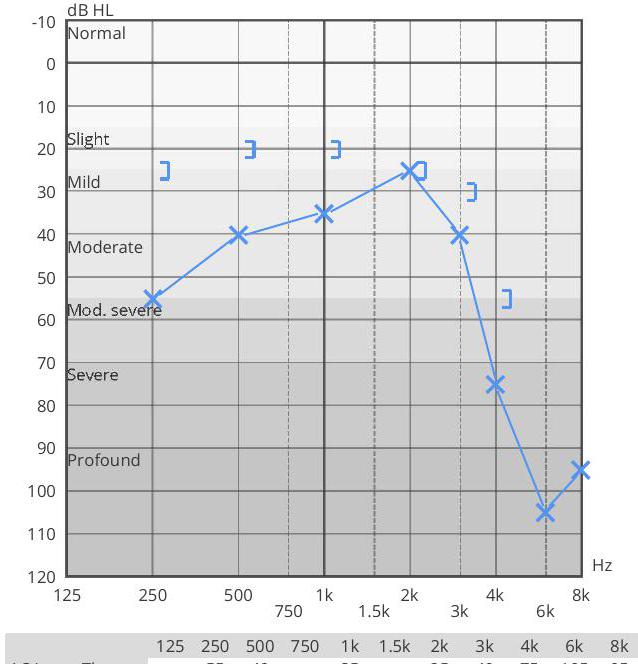 dB HL
-10
Normal
0
10
Slight
20
Mild
30
40
Moderate
50
Mod. severe
60
70
Severe
80
90
Profound
100
110
Hz
120
125 250 500 1k 2k 4k 8k
750 1.5k 3k 6k
125 250 500 750 1k 1.5k 2k 3k 4k 6k 8k